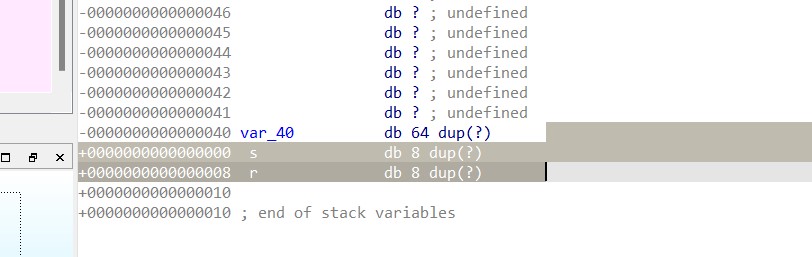 -0000000000000046 db ? ; undefined
-0000000000000045 db ? ; undefined
-0000000000000044 db ? ; undefined
-0000000000000043 db ? ; undefined
-0000000000000042 db ? ; undefined
-0000000000000041 db ? ; undefined
-0000000000000040 var_40 db 64 dup(?)
+0000000000000000 s db 8 dup(?)
+0000000000000008 r db 8 dup(?)
+0000000000000010
+0000000000000010 ; end of stack variables